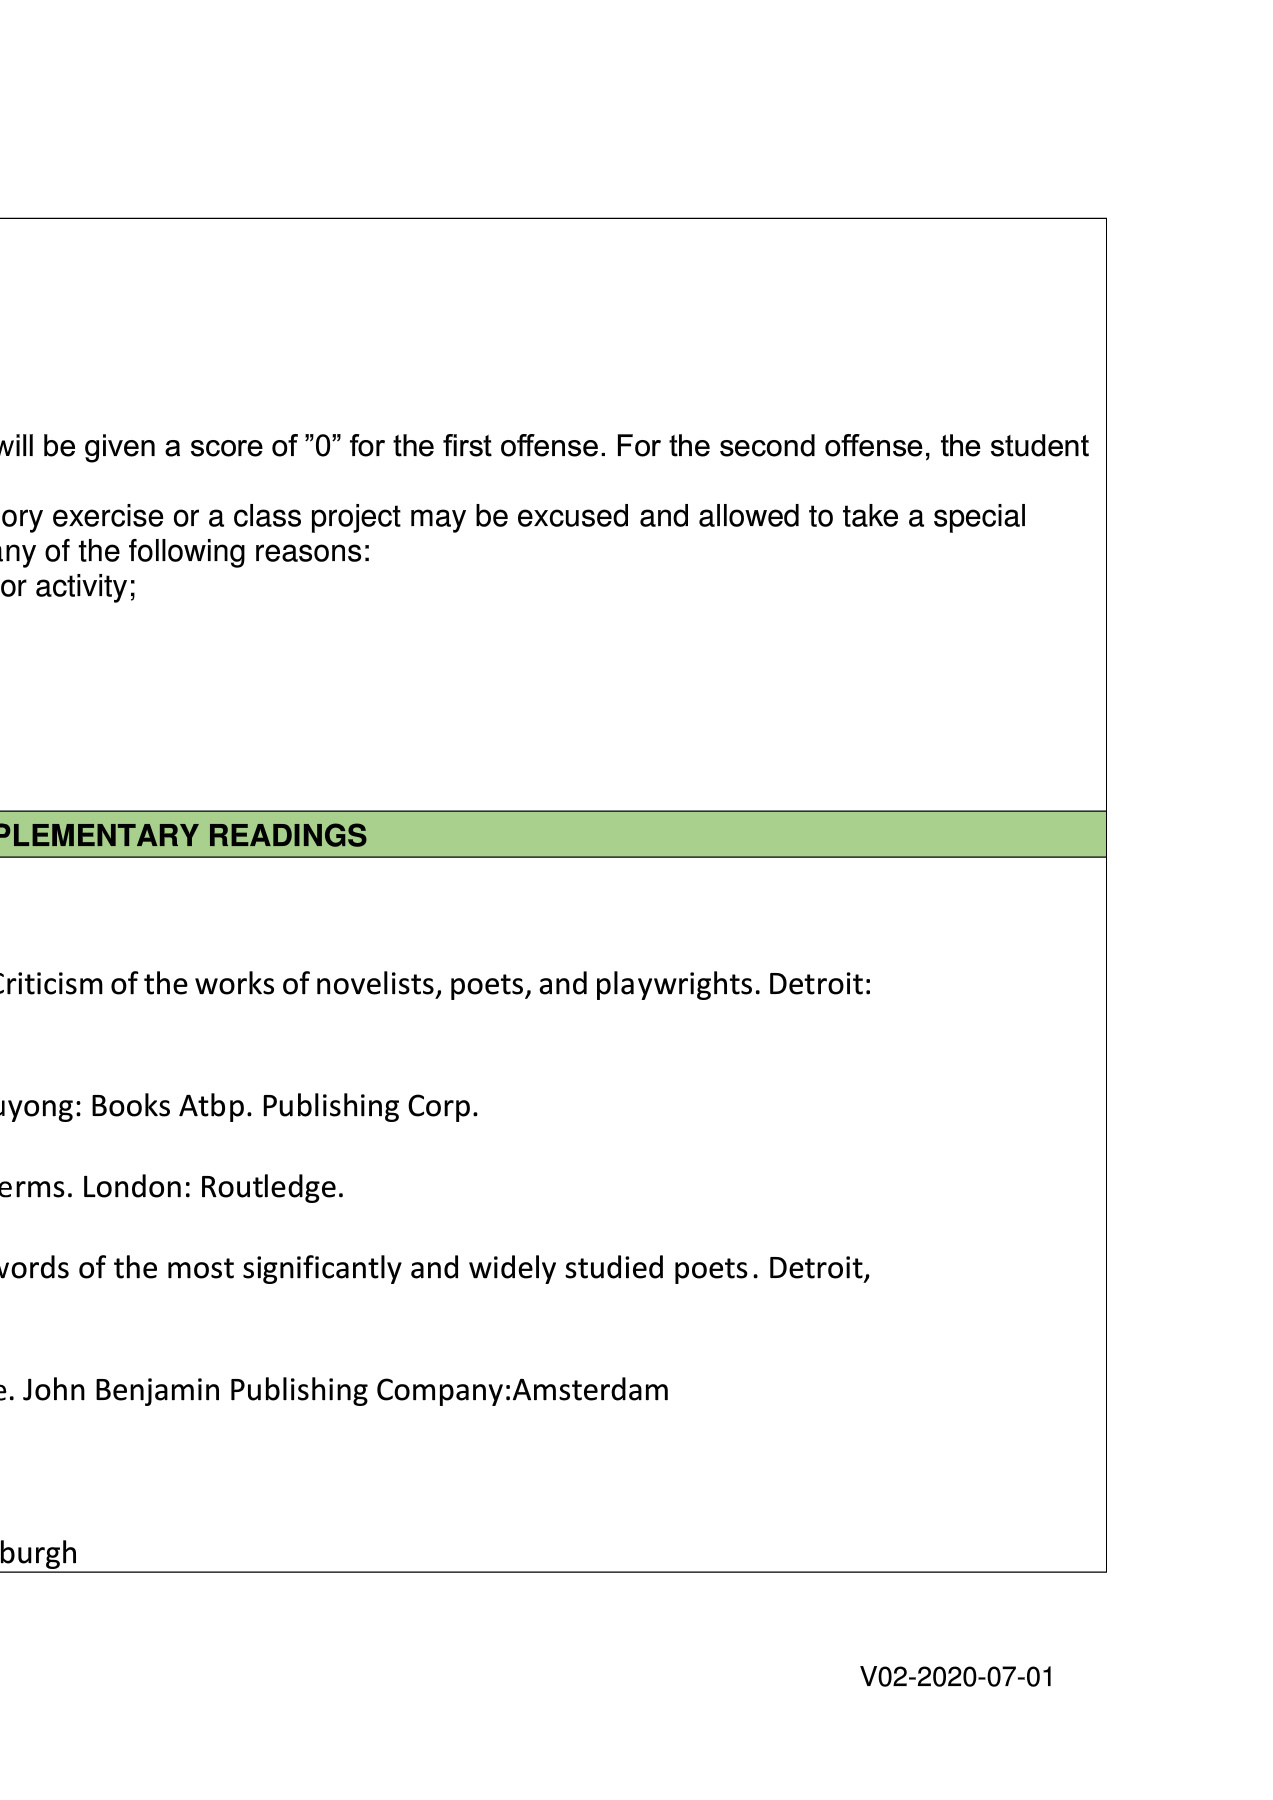 will be given a score of ”0” for the first offense. For the second offense, the student
ory exercise or a class project may be excused and allowed to take a special
any of the following reasons:
or activity;
PLEMENTARY READINGS
Criticism of the works of novelists, poets, and playwrights. Detroit:
uyong: Books Atbp. Publishing Corp.
erms. London: Routledge.
words of the most significantly and widely studied poets. Detroit,
e. John Benjamin Publishing Company:Amsterdam
burgh
V02-2020-07-01